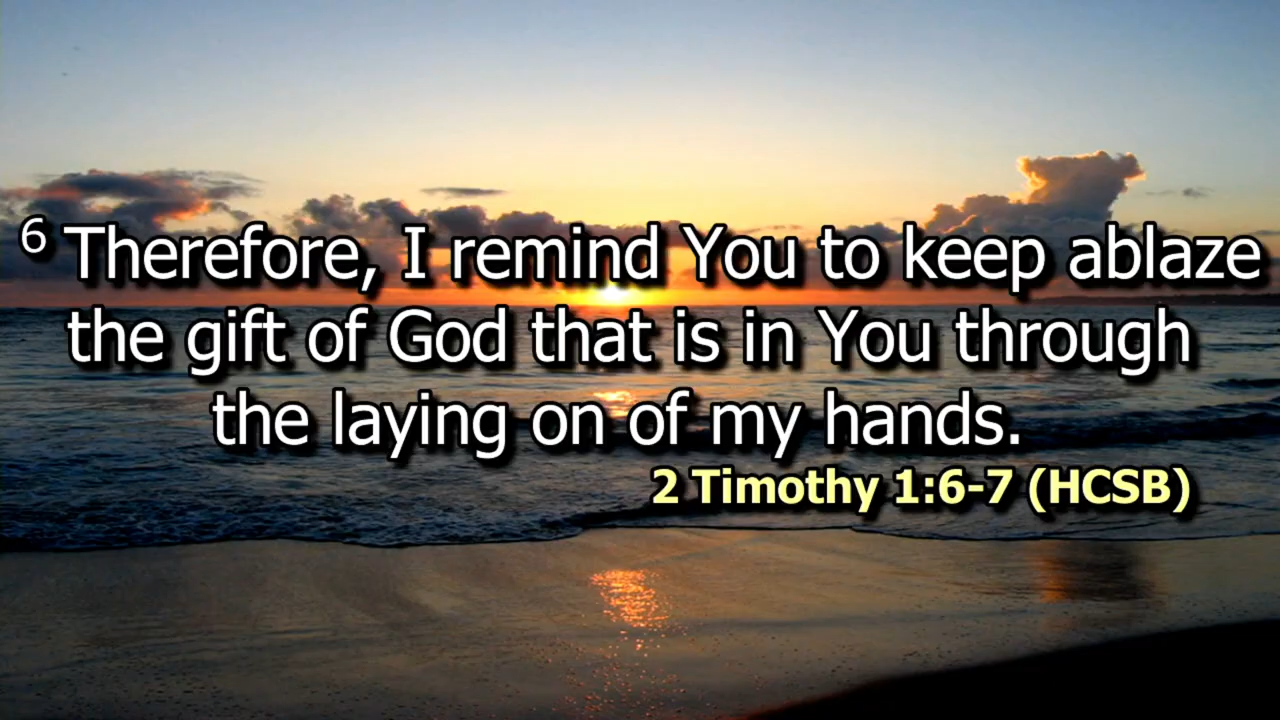 6 Therefore, I remind You to keep ablaze
the gift of God that is in You through
the laying on of my hands.
2 Timothy 1:6-7 (HCSB)